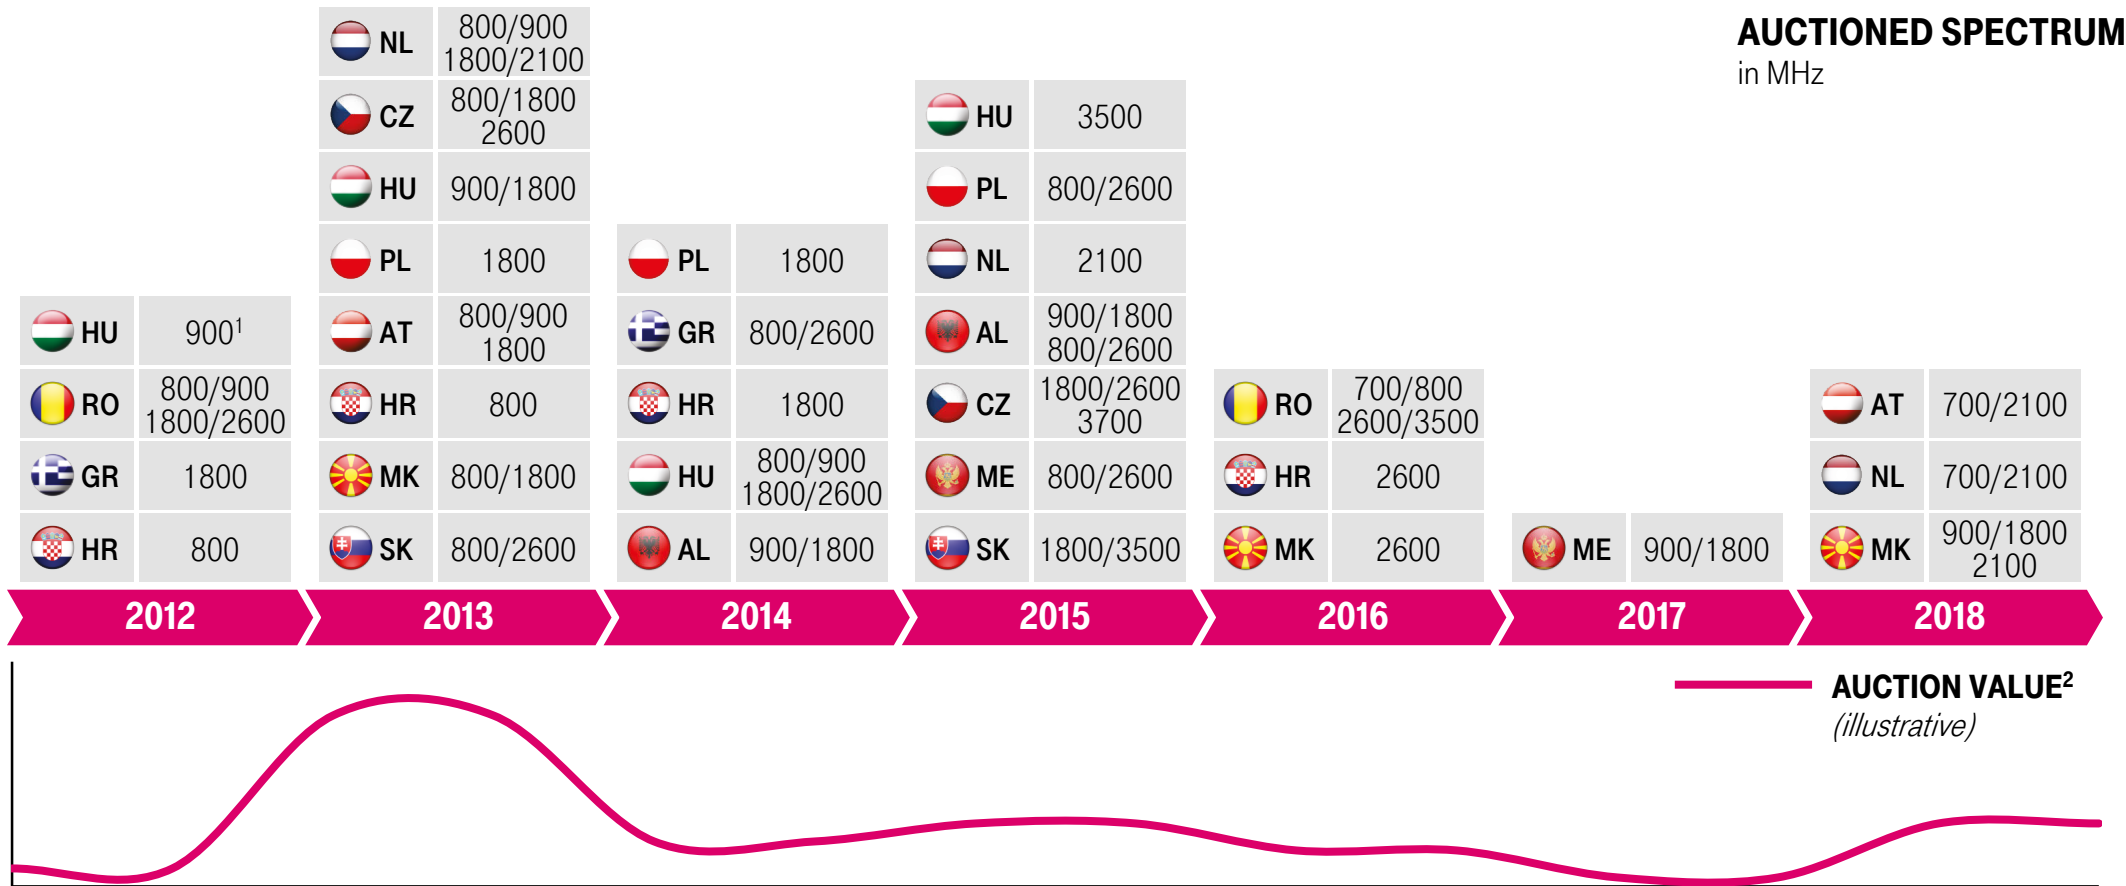 AUCTIONED SPECTRUM
in MHz
HU 900¹
RO 800/900
1800/2600
GR 1800
HR 800
NL 800/900
1800/2100
CZ 800/1800
2600
HU 900/1800
PL 1800
AT 800/900
1800
HR 800
MK 800/1800
SK 800/2600
PL 1800
GR 800/2600
HR 1800
HU 800/900
1800/2600
AL 900/1800
HU 3500
PL 800/2600
NL 2100
AL 900/1800
800/2600
CZ 1800/2600
3700
ME 800/2600
SK 1800/3500
RO 700/800
2600/3500
HR 2600
MK 2600
ME 900/1800
AT 700/2100
NL 700/2100
MK 900/1800
2100
2012 2013 2014 2015 2016 2017 2018
AUCTION VALUE²
(illustrative)